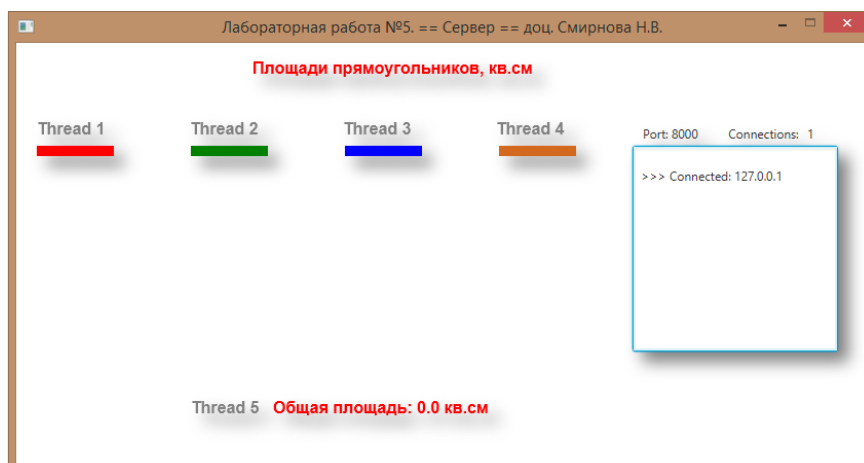 Лабораторная работа №5. == Сервер == доц. Смирнова Н.В.
Площади прямоугольников, кв.см
Thread 1 Thread 2 Thread 3 Thread 4
Port: 8000 Connections: 1
>>> Connected: 127.0.0.1
Thread 5 Общая площадь: 0.0 кв.см